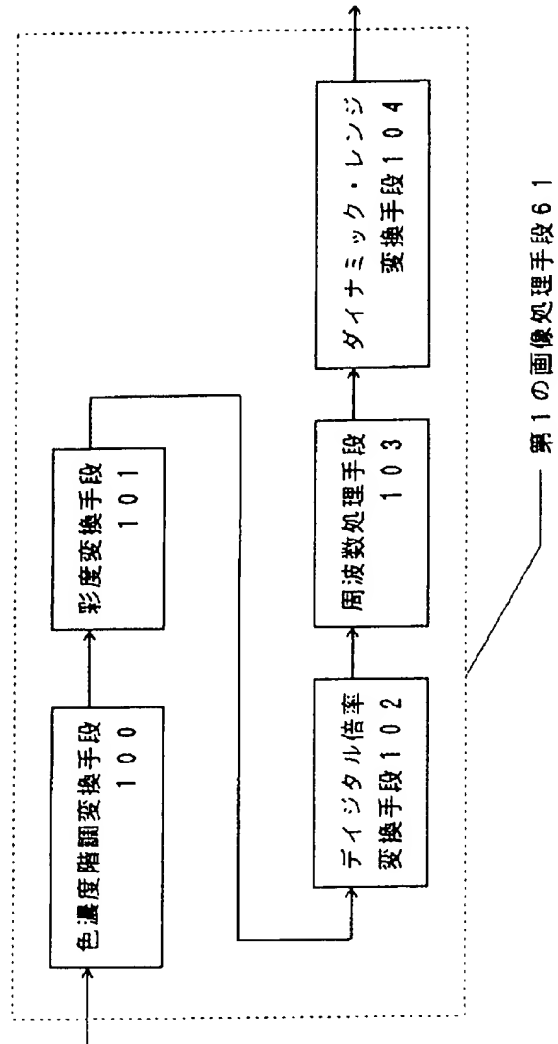 色濃度階調変換手段
１００
彩度変換手段
１０１
ディジタル倍率
変換手段１０２
周波数処理手段
１０３
ダイナミック・レンジ
変換手段１０４
第１の画像処理手段６１